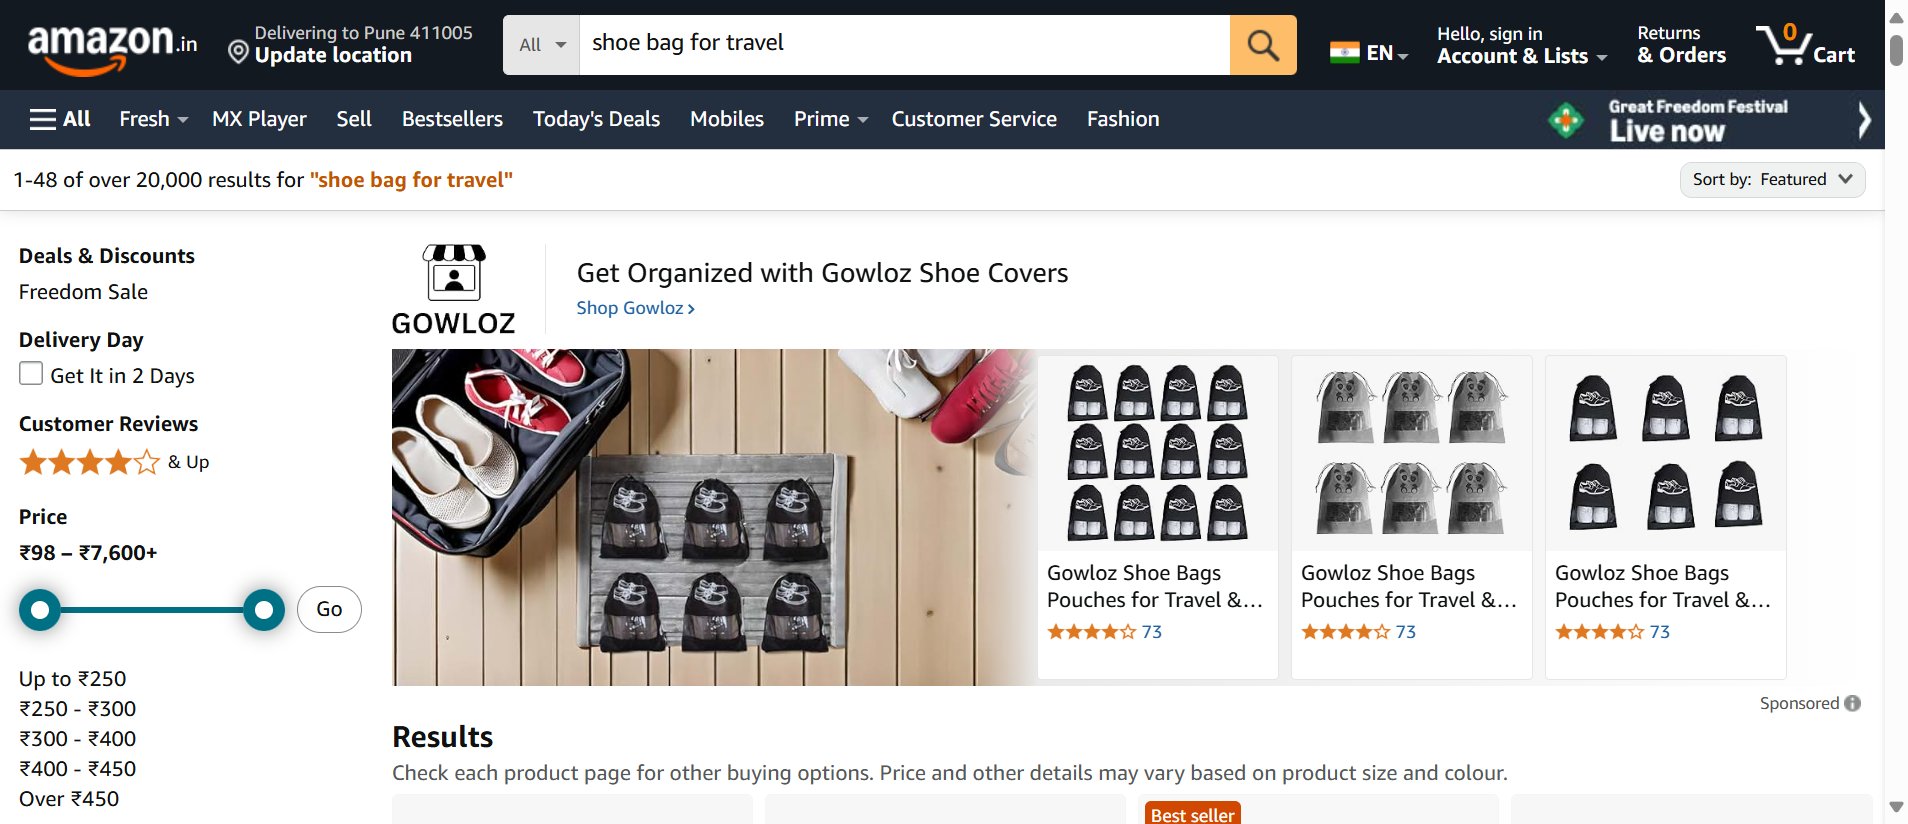 amazon.in
Delivering to Pune 411005
Update location
All
shoe bag for travel
EN
Hello, sign in
Account & Lists
Returns
& Orders
0
Cart
All
Fresh
MX Player
Sell
Bestsellers
Today's Deals
Mobiles
Prime
Customer Service
Fashion
Great Freedom Festival
Live now
1-48 of over 20,000 results for "shoe bag for travel"
Sort by: Featured
Deals & Discounts
Freedom Sale
Delivery Day
Get It in 2 Days
Customer Reviews
& Up
Price
₹98 – ₹7,600+
Go
Up to ₹250
₹250 - ₹300
₹300 - ₹400
₹400 - ₹450
Over ₹450
GOWLOZ
Get Organized with Gowloz Shoe Covers
Shop Gowloz ›
Gowloz Shoe Bags
Pouches for Travel &...
73
Gowloz Shoe Bags
Pouches for Travel &...
73
Gowloz Shoe Bags
Pouches for Travel &...
73
Sponsored
Results
Check each product page for other buying options. Price and other details may vary based on product size and colour.
Best seller